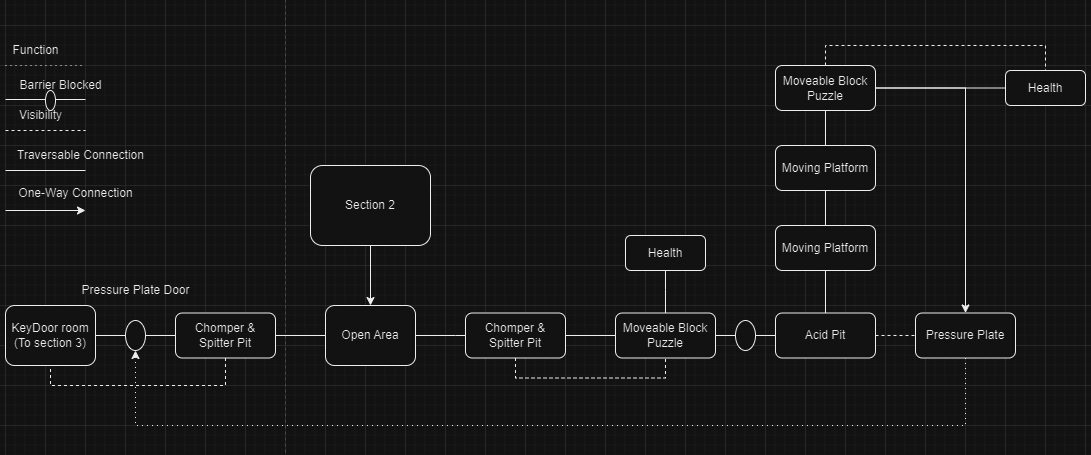 Function
Barrier Blocked
Visibility
Traversable Connection
One-Way Connection
Moveable Block
Puzzle
Health
Moving Platform
Section 2
Moving Platform
Health
Pressure Plate Door
KeyDoor room
(To section 3)
Chomper &
Spitter Pit
Open Area
Chomper &
Spitter Pit
Moveable Block
Puzzle
Acid Pit
Pressure Plate